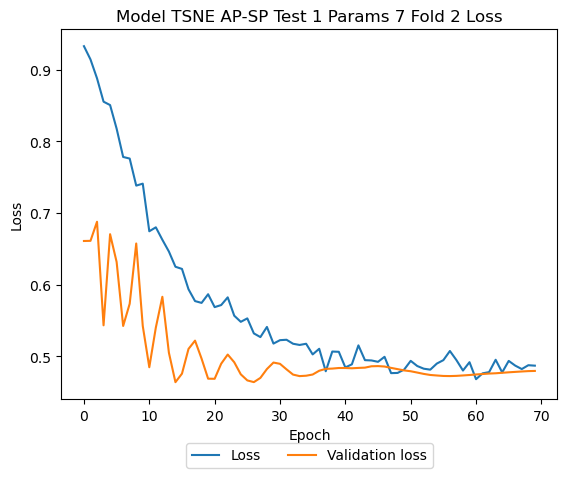 Model TSNE AP-SP Test 1 Params 7 Fold 2 Loss
0.9
0.8
0.7
0.6
0.5
Loss
0 10 20 30 40 50 60 70
Epoch
Loss Validation loss